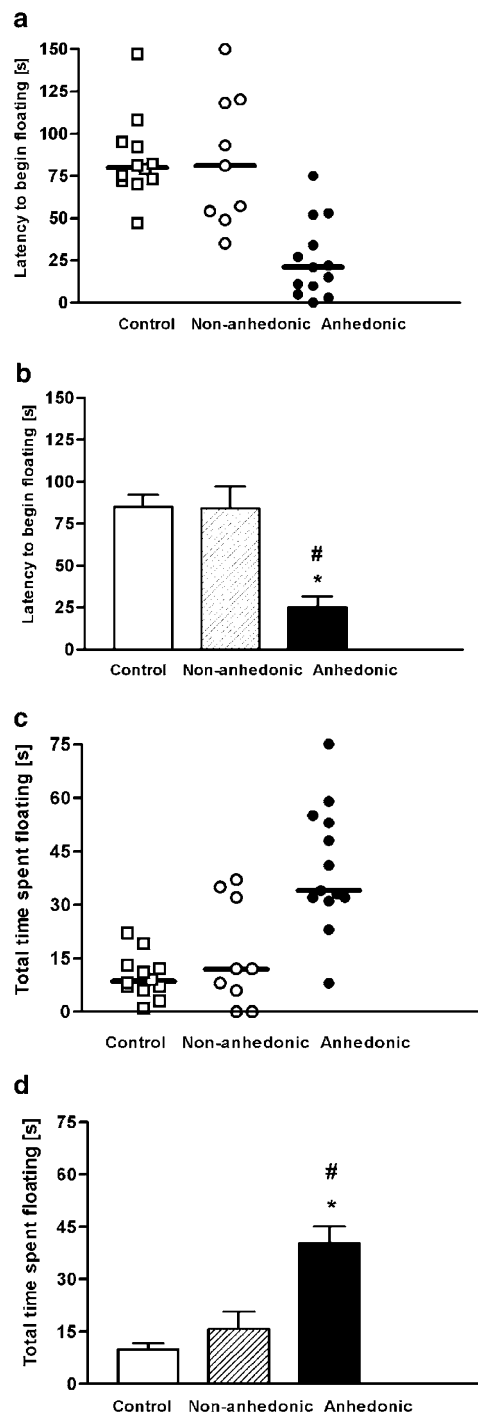 a
Latency to begin floating [s]
150
125
100
75
50
25
0
Control Non-anhedonic Anhedonic
b
Latency to begin floating [s]
150
125
100
75
50
25
0
#
*
Control Non-anhedonic Anhedonic
c
Total time spent floating [s]
75
60
45
30
15
0
Control Non-anhedonic Anhedonic
d
Total time spent floating [s]
75
60
45
30
15
0
#
*
Control Non-anhedonic Anhedonic